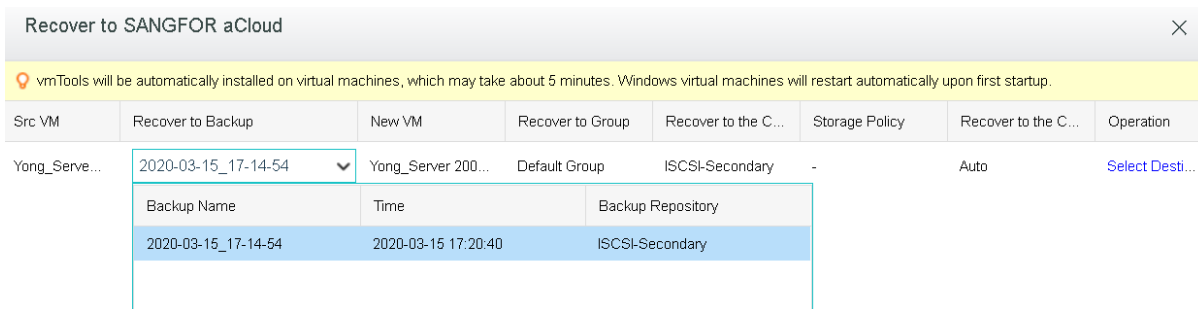 Recover to SANGFOR aCloud
vmTools will be automatically installed on virtual machines, which may take about 5 minutes. Windows virtual machines will restart automatically upon first startup.
Src VM Recover to Backup New VM Recover to Group Recover to the C... Storage Policy Recover to the C... Operation
Yong_Serve... 2020-03-15_17-14-54 Yong_Server 200... Default Group ISCSI-Secondary - Auto Select Desti...
Backup Name Time Backup Repository
2020-03-15_17-14-54 2020-03-15 17:20:40 ISCSI-Secondary